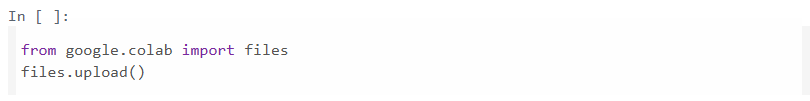 In [ ]:
from google.colab import files
files.upload()